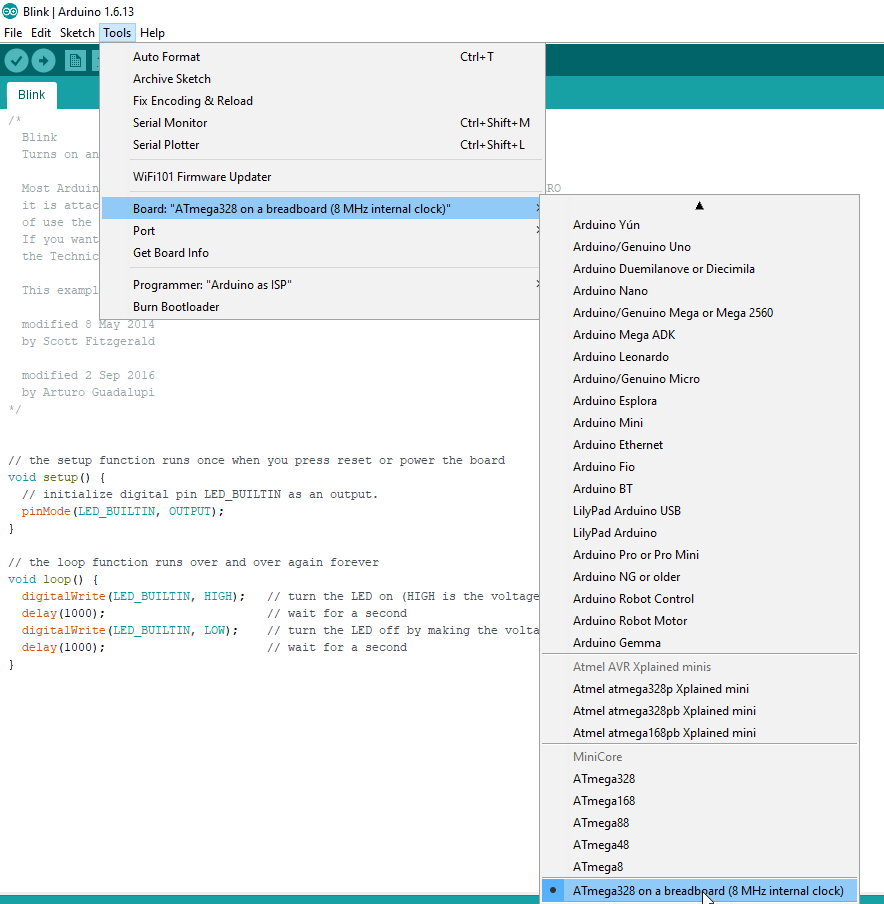 Blink | Arduino 1.6.13
File Edit Sketch Tools Help
Auto Format Ctrl+T
Archive Sketch
Fix Encoding & Reload
Serial Monitor Ctrl+Shift+M
Serial Plotter Ctrl+Shift+L
WiFi101 Firmware Updater
Board: "ATmega328 on a breadboard (8 MHz internal clock)"
Port
Get Board Info
Programmer: "Arduino as ISP"
Burn Bootloader
Blink
/*
Blink
Turns on an
Most Arduin
it is attac
of use the
If you want
the Technic
This exampl
modified 8 May 2014
by Scott Fitzgerald
modified 2 Sep 2016
by Arturo Guadalupi
*/
// the setup function runs once when you press reset or power the board
void setup() {
// initialize digital pin LED_BUILTIN as an output.
pinMode(LED_BUILTIN, OUTPUT);
}
// the loop function runs over and over again forever
void loop() {
digitalWrite(LED_BUILTIN, HIGH); // turn the LED on (HIGH is the voltage
delay(1000); // wait for a second
digitalWrite(LED_BUILTIN, LOW); // turn the LED off by making the volta
delay(1000); // wait for a second
}
RO
Arduino Yún
Arduino/Genuino Uno
Arduino Duemilanove or Diecimila
Arduino Nano
Arduino/Genuino Mega or Mega 2560
Arduino Mega ADK
Arduino Leonardo
Arduino/Genuino Micro
Arduino Esplora
Arduino Mini
Arduino Ethernet
Arduino Fio
Arduino BT
LilyPad Arduino USB
LilyPad Arduino
Arduino Pro or Pro Mini
Arduino NG or older
Arduino Robot Control
Arduino Robot Motor
Arduino Gemma
Atmel AVR Xplained minis
Atmel atmega328p Xplained mini
Atmel atmega328pb Xplained mini
Atmel atmega168pb Xplained mini
MiniCore
ATmega328
ATmega168
ATmega88
ATmega48
ATmega8
ATmega328 on a breadboard (8 MHz internal clock)